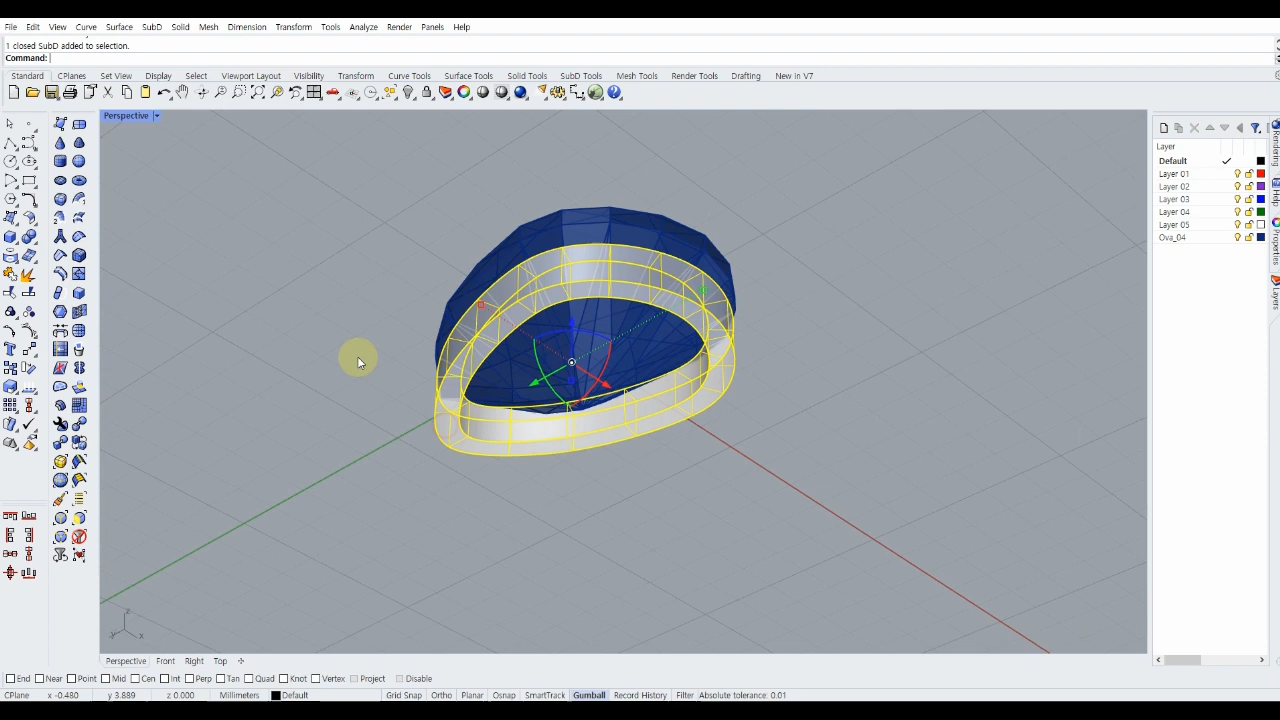 File Edit View Curve Surface SubD Solid Mesh Dimension Transform Tools Analyze Render Panels Help
1 closed SubD added to selection.
Command:
Standard CPlanes Set View Display Select Viewport Layout Visibility Transform Curve Tools Surface Tools Solid Tools SubD Tools Mesh Tools Render Tools Drafting New in V7
Perspective
Layer
Default
Layer 01
Layer 02
Layer 03
Layer 04
Layer 05
Ova_04
Rendering
Help
Properties
Layers
z
y x
Perspective Front Right Top
End Near Point Mid Cen Int Perp Tan Quad Knot Vertex Project Disable
CPlane x -0.480 y 3.889 z 0.000 Millimeters Default Grid Snap Ortho Planar Osnap SmartTrack Gumball Record History Filter Absolute tolerance: 0.01